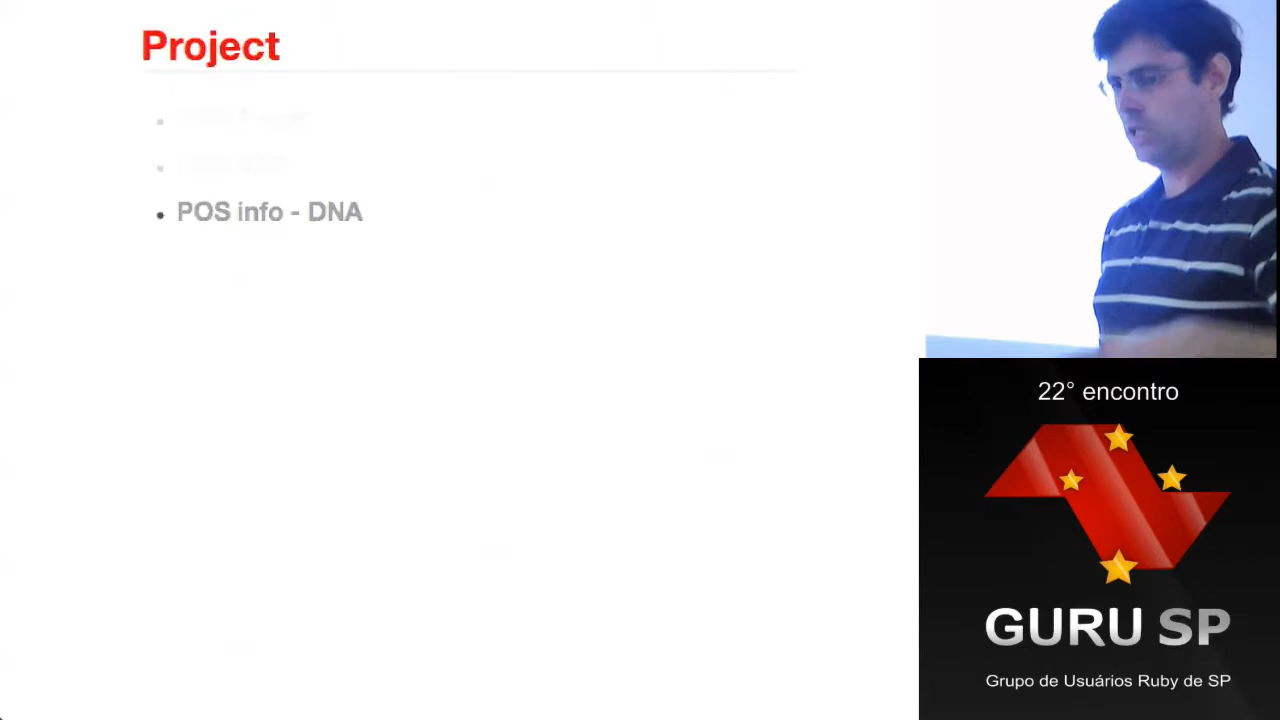 Project
POS info - DNA
22° encontro
GURU SP
Grupo de Usuários Ruby de SP